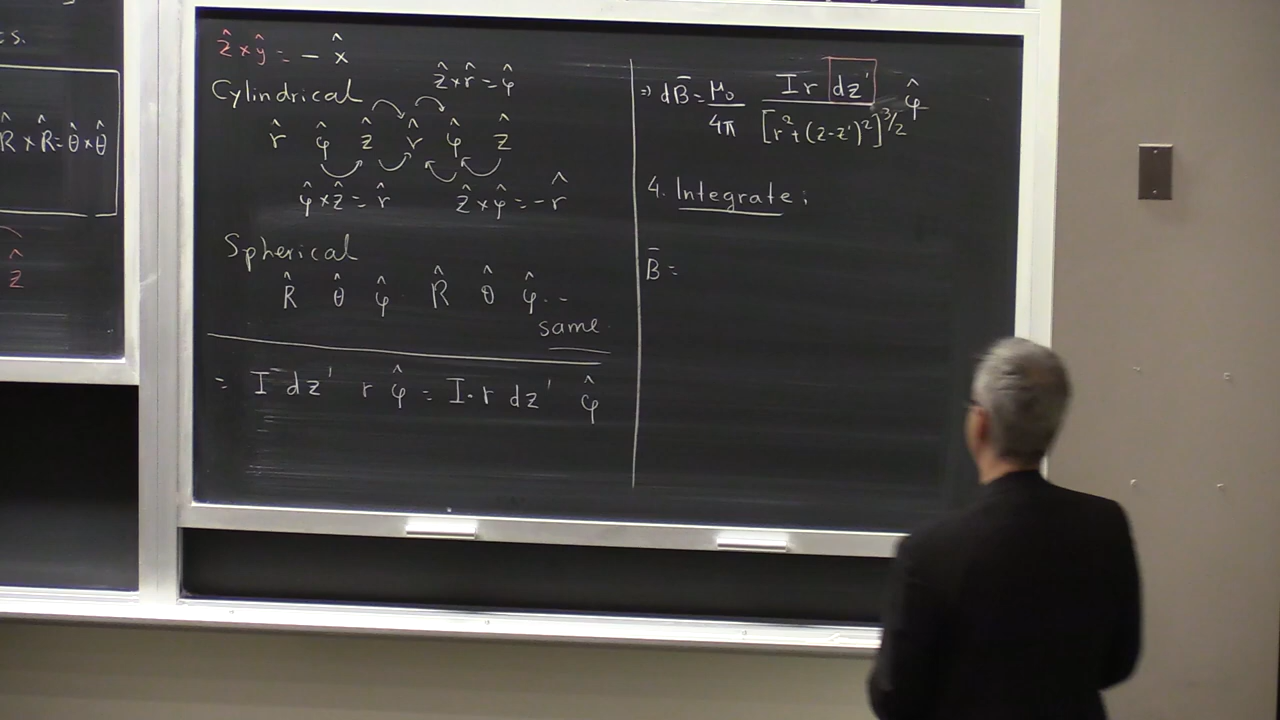 s.
R̂ × R̂ = θ̂ × θ̂
ẑ
ẑ × ŷ = - x̂
Cylindrical
ẑ × r̂ = φ̂
r̂ φ̂ ẑ r̂ φ̂ ẑ
φ̂ × ẑ = r̂ ẑ × φ̂ = - r̂
Spherical
R̂ θ̂ φ̂ R̂ θ̂ φ̂ ...
same
= I dz' r φ̂ = I · r dz' φ̂
⇒ dB̄ = μ₀/4π I r dz' / [r² + (z-z')²]^3/2 φ̂
4. Integrate:
B̄ =